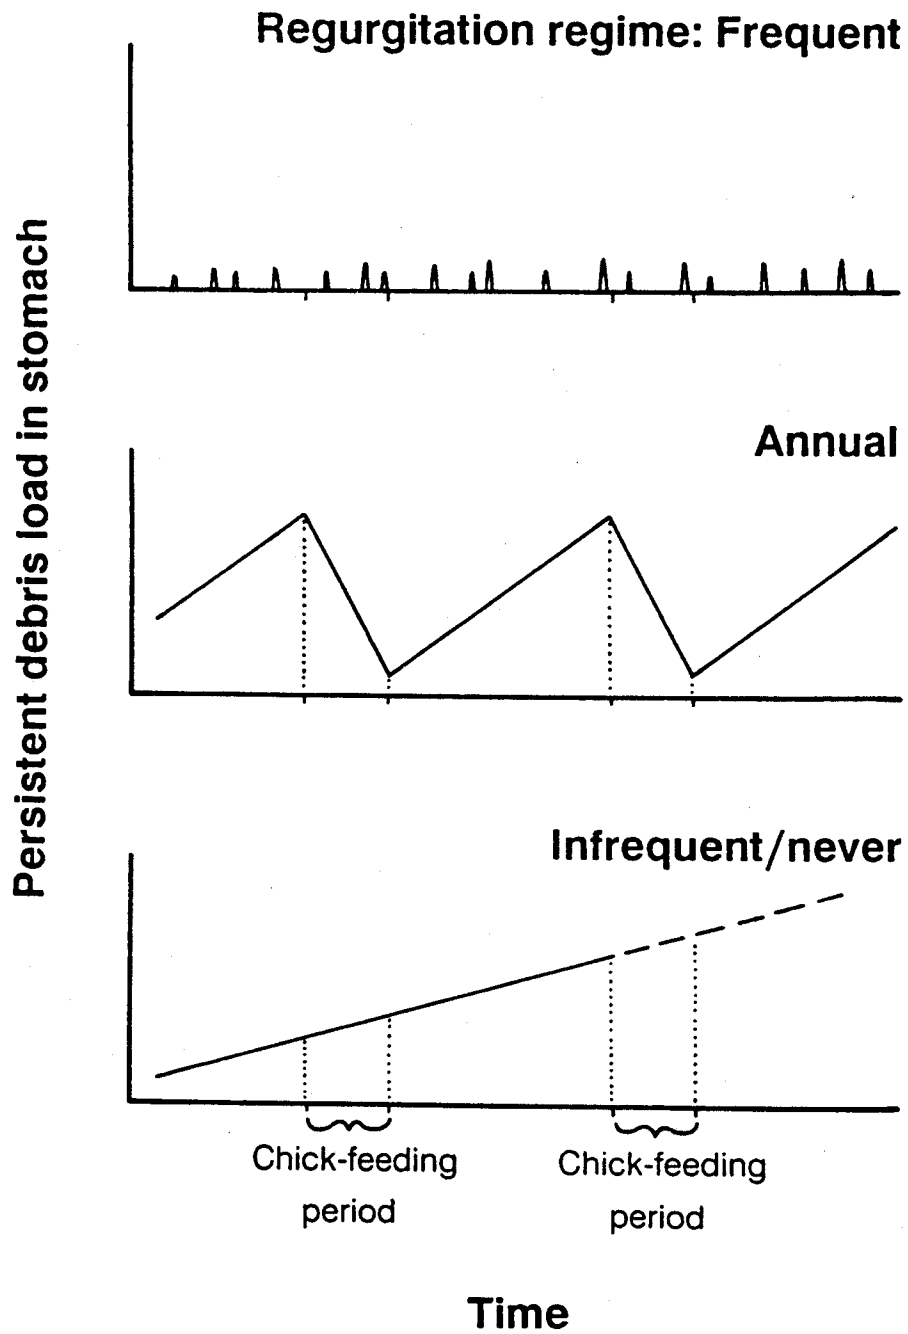 Regurgitation regime: Frequent
Persistent debris load in stomach
Annual
Infrequent/never
Chick-feeding
period
Chick-feeding
period
Time